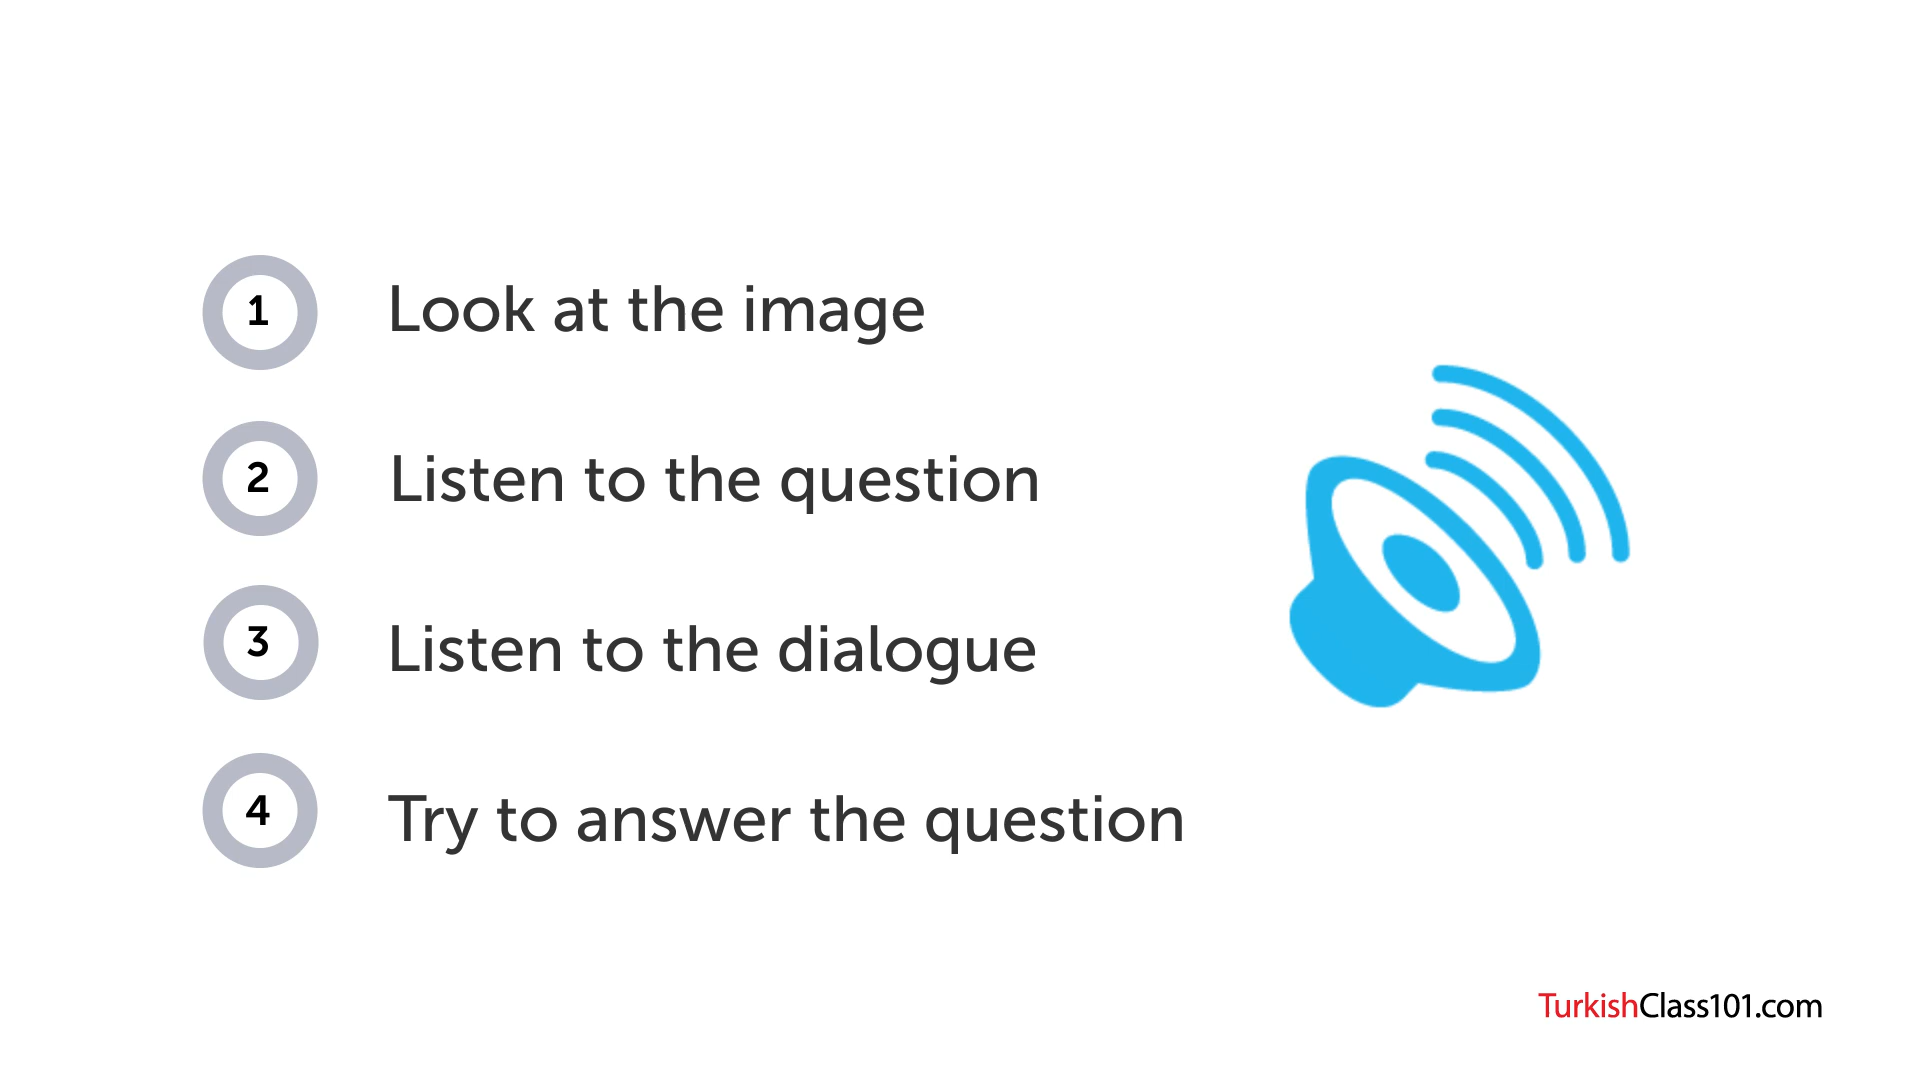 1 Look at the image
2 Listen to the question
3 Listen to the dialogue
4 Try to answer the question
TurkishClass101.com